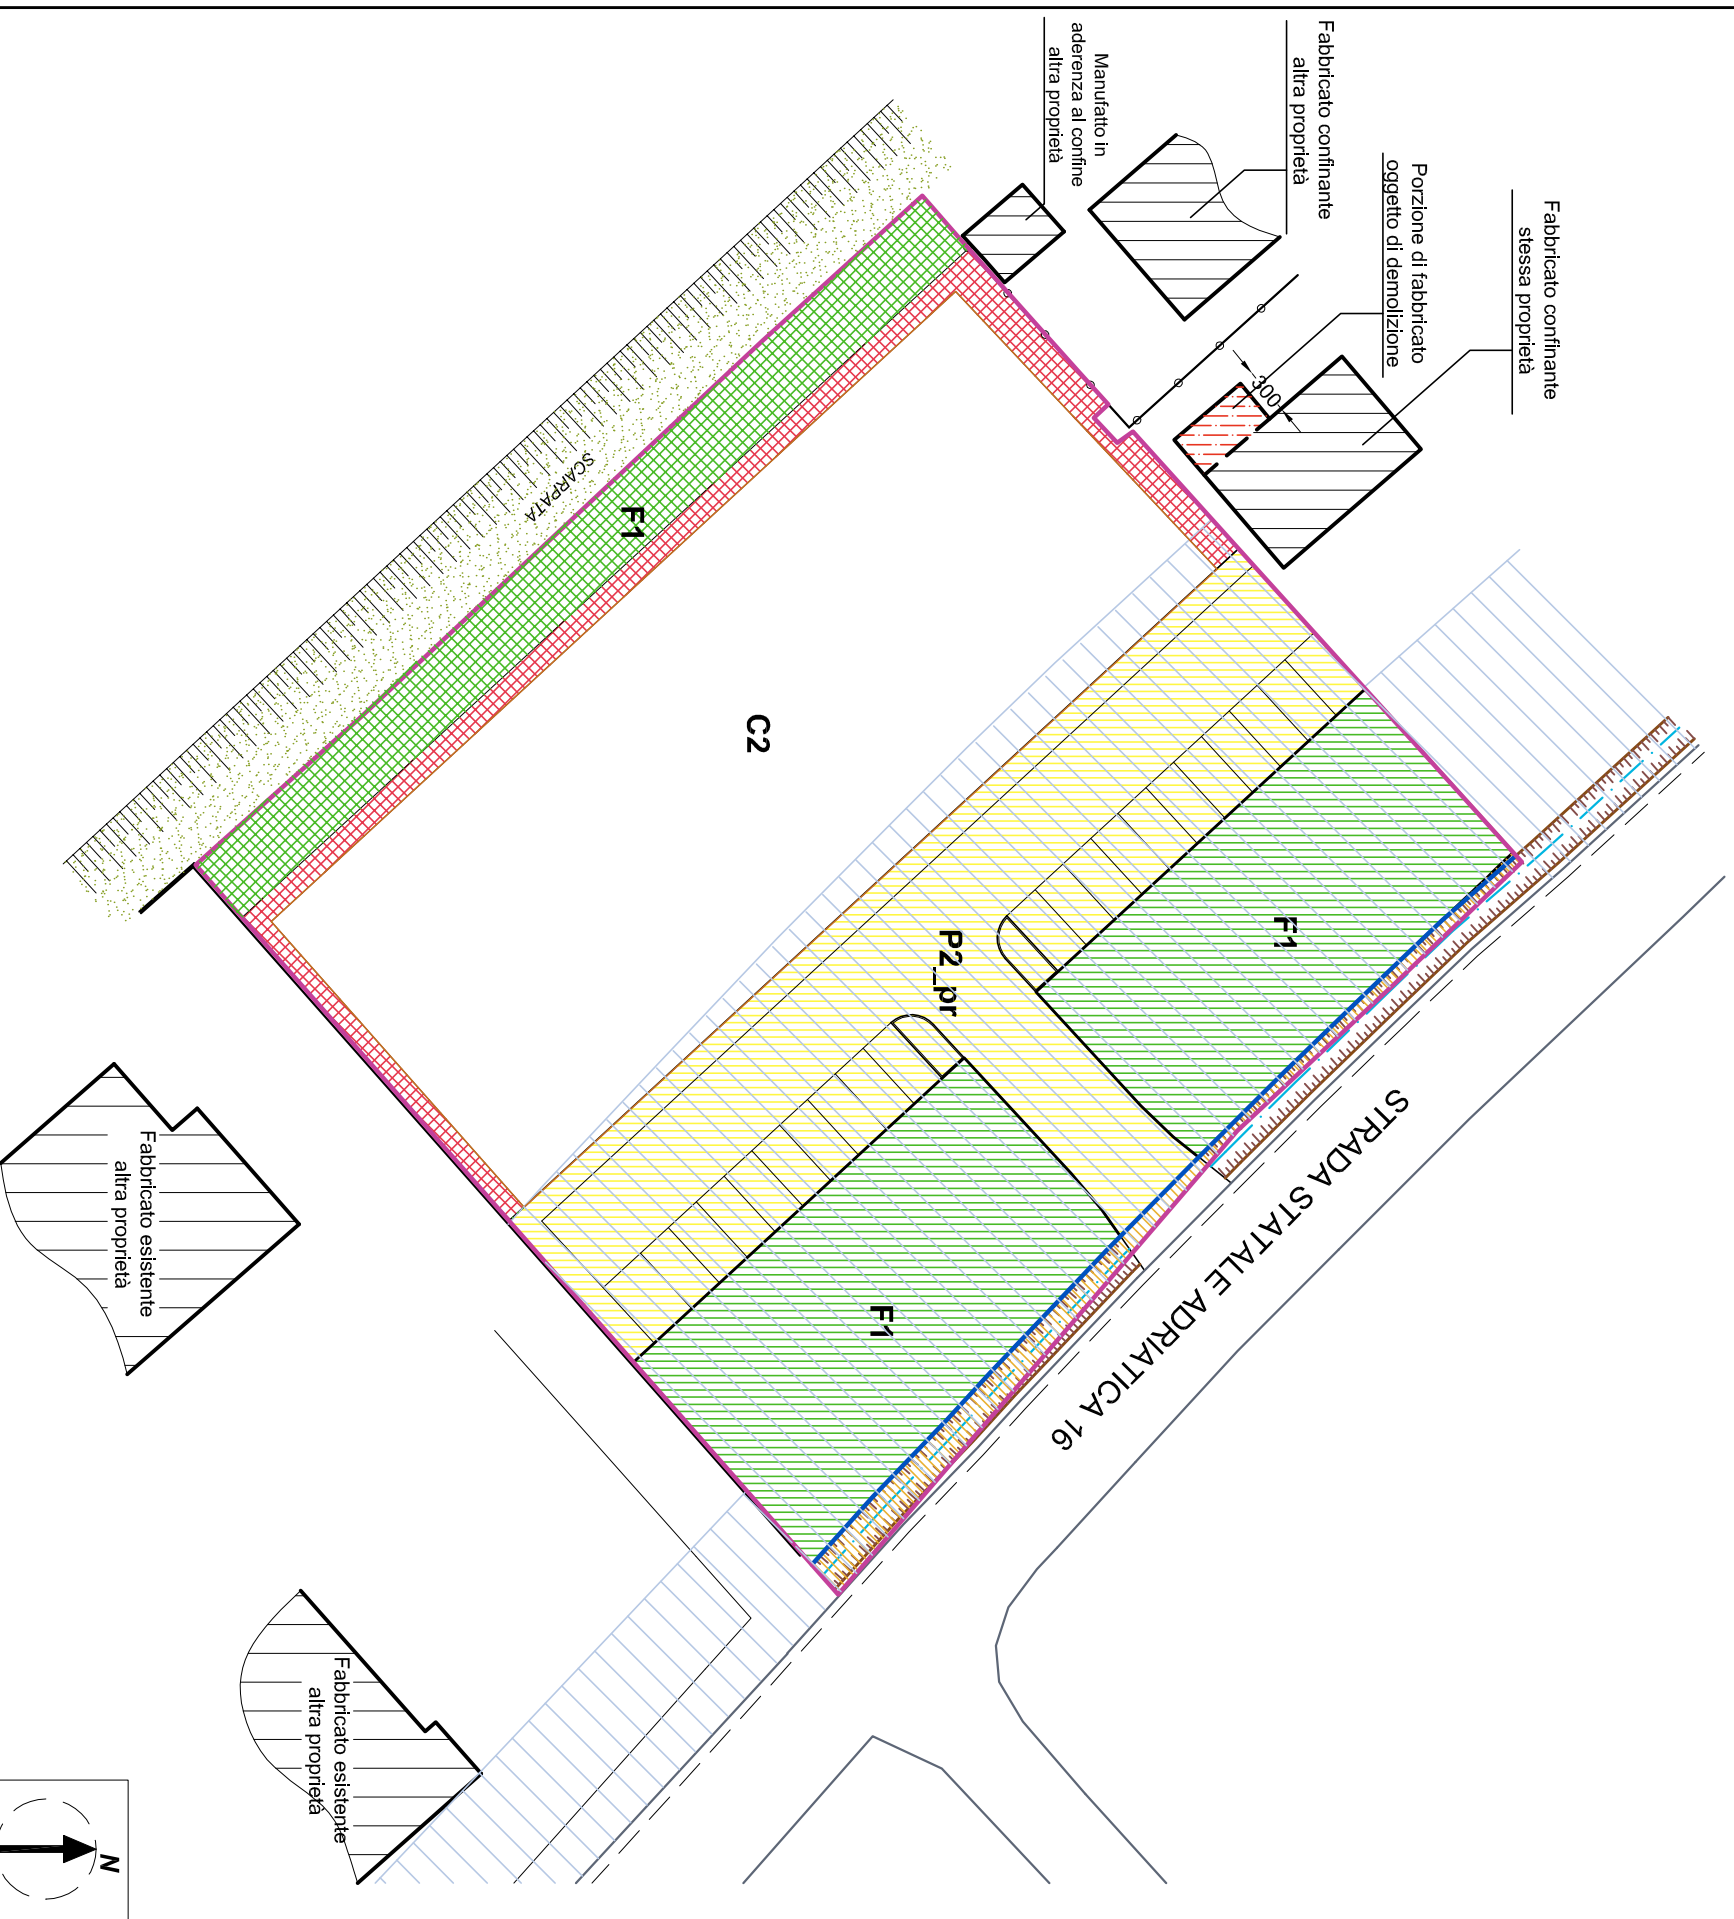 Fabbricato confinante
stessa proprietà
Porzione di fabbricato
oggetto di demolizione
Fabbricato confinante
altra proprietà
Manufatto in
aderenza al confine
altra proprietà
300
SCARPATA
F1
C2
F1
P2_pr
F1
STRADA STATALE ADRIATICA 16
Fabbricato esistente
altra proprietà
Fabbricato esistente
altra proprietà
N